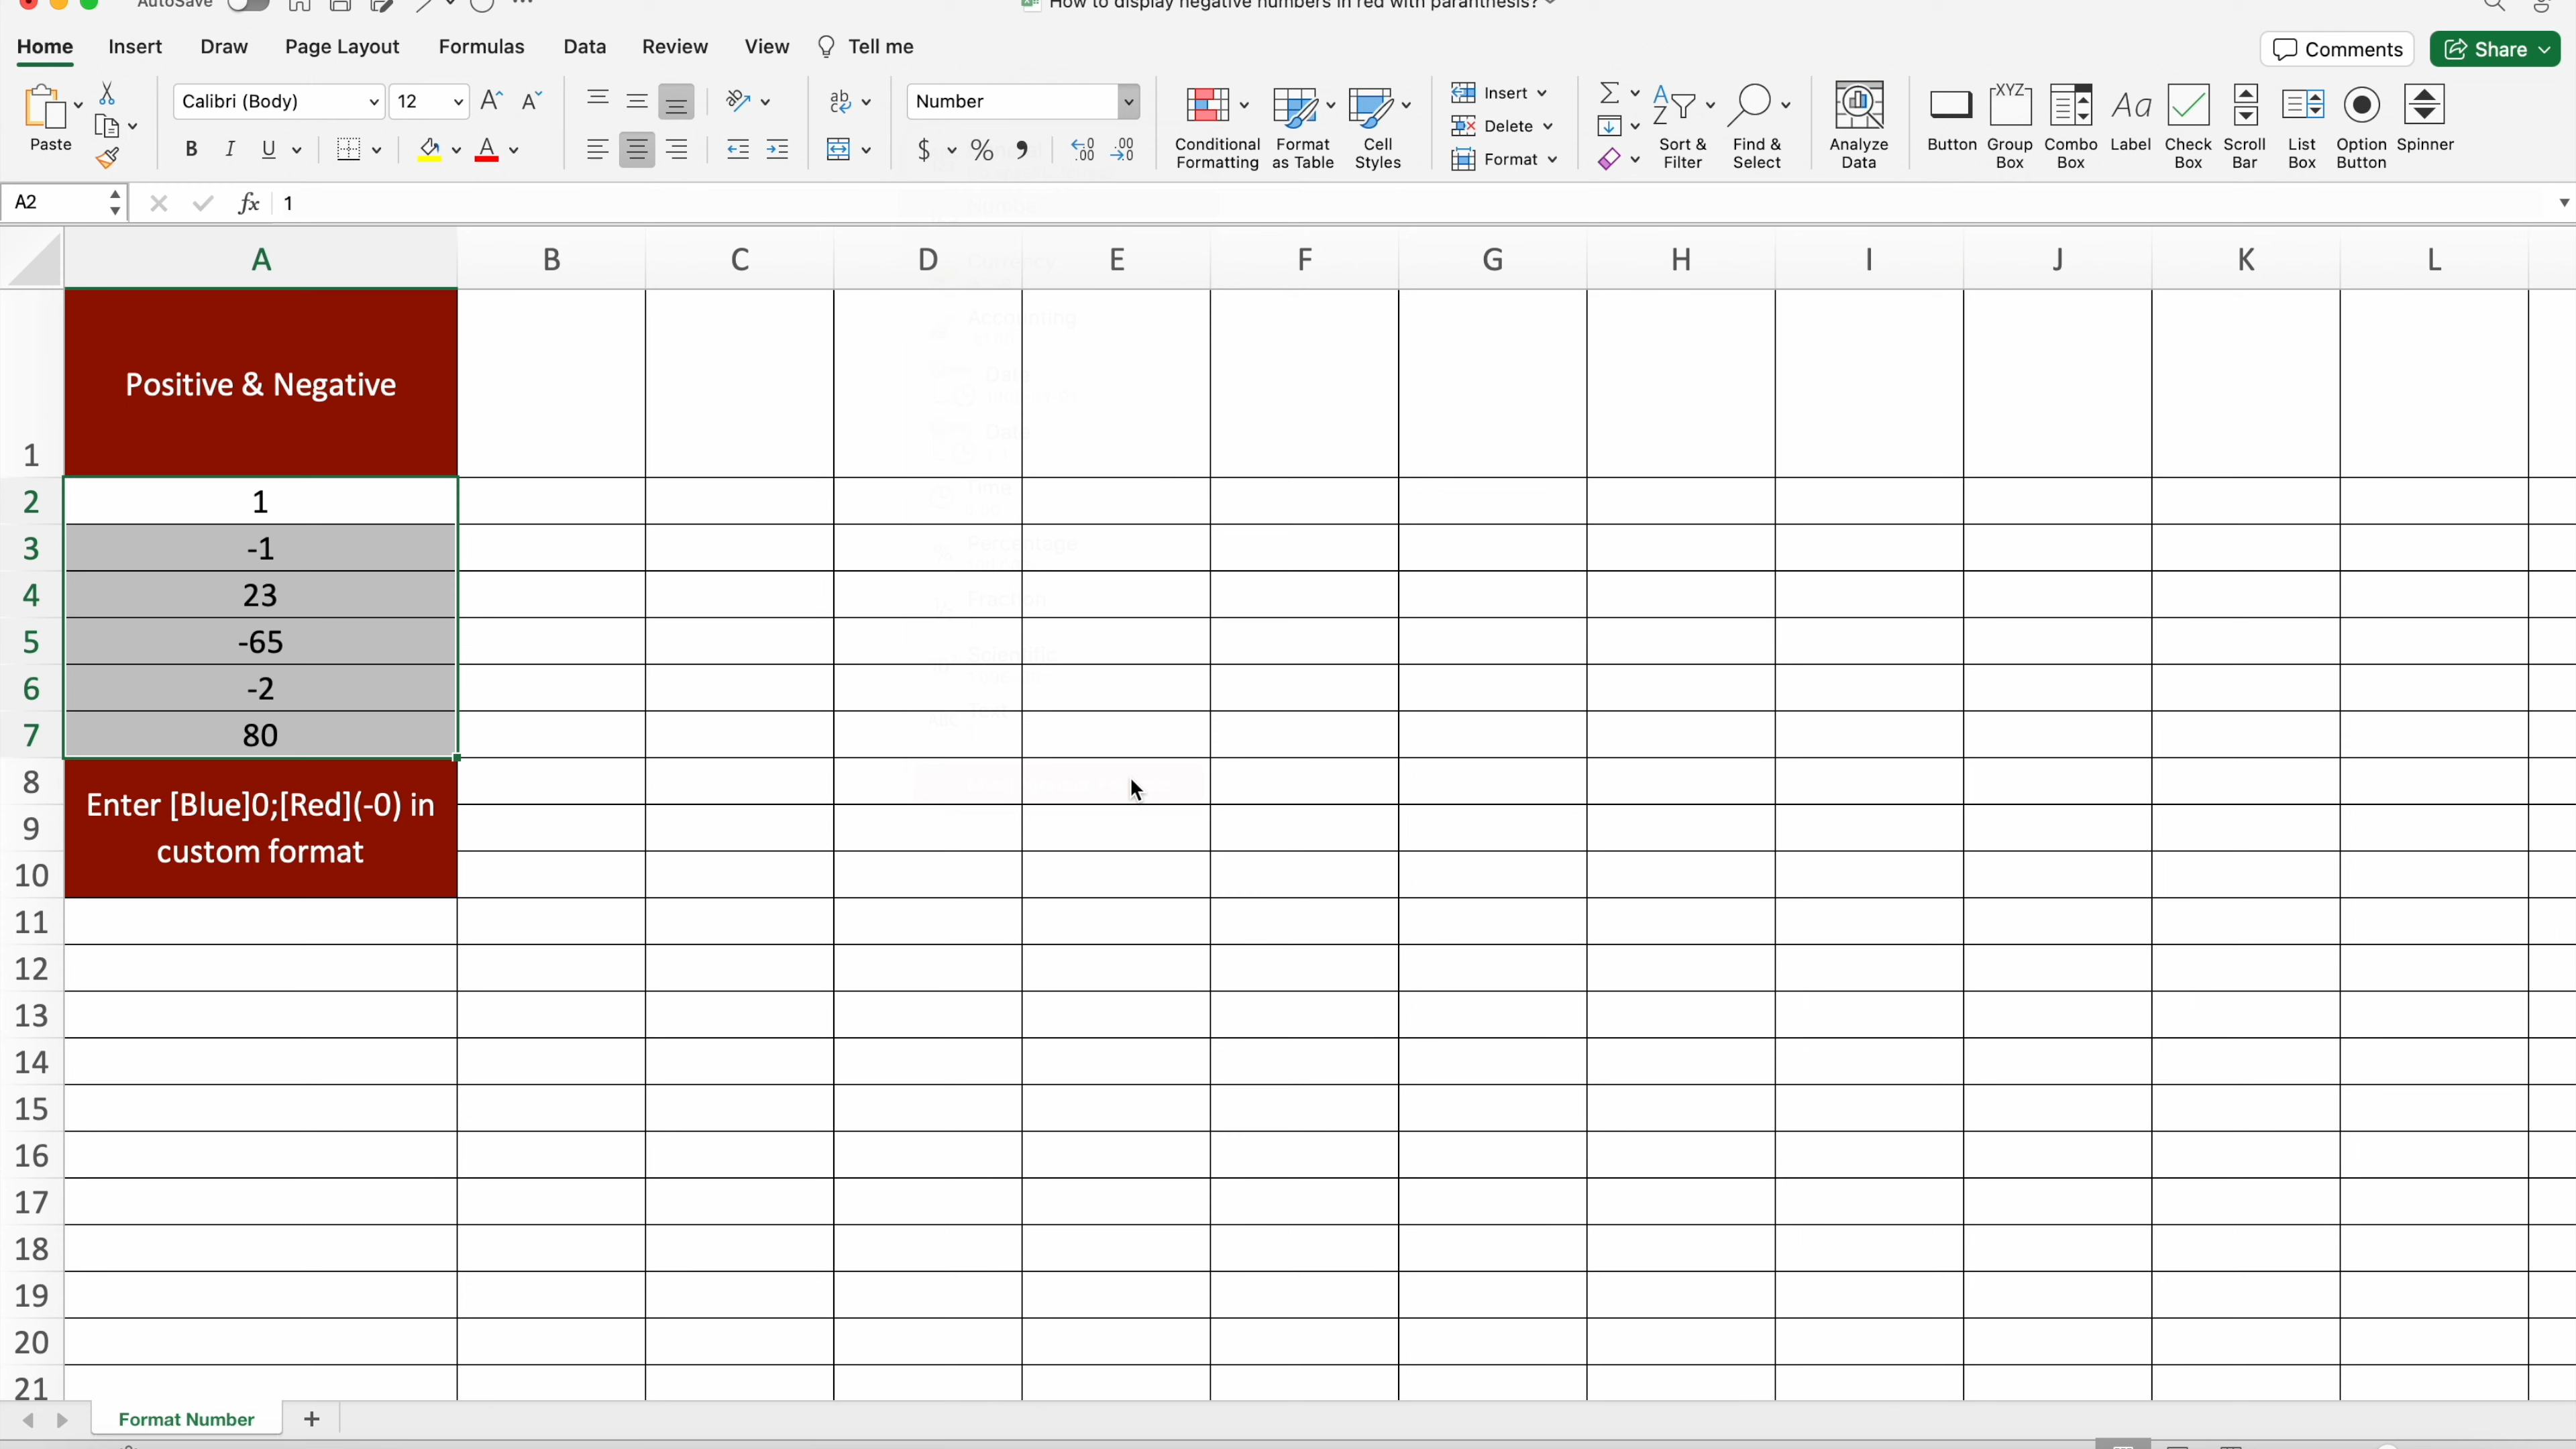 AutoSave
How to display negative numbers in red with paranthesis?
Home Insert Draw Page Layout Formulas Data Review View Tell me
Comments Share
Paste
Calibri (Body) 12
B I U
ab
Number
$ % ,
Conditional Formatting
Format as Table
Cell Styles
Insert
Delete
Format
Sort & Filter
Find & Select
Analyze Data
Button
Group Box
Combo Box
Label
Check Box
Scroll Bar
List Box
Option Button
Spinner
A2 fx 1
A B C D E F G H I J K L
1 Positive & Negative
2 1
3 -1
4 23
5 -65
6 -2
7 80
8
Enter [Blue]0;[Red](-0) in
9
custom format
10
11
12
13
14
15
16
17
18
19
20
21
Accounting
Percentage
Format Number +